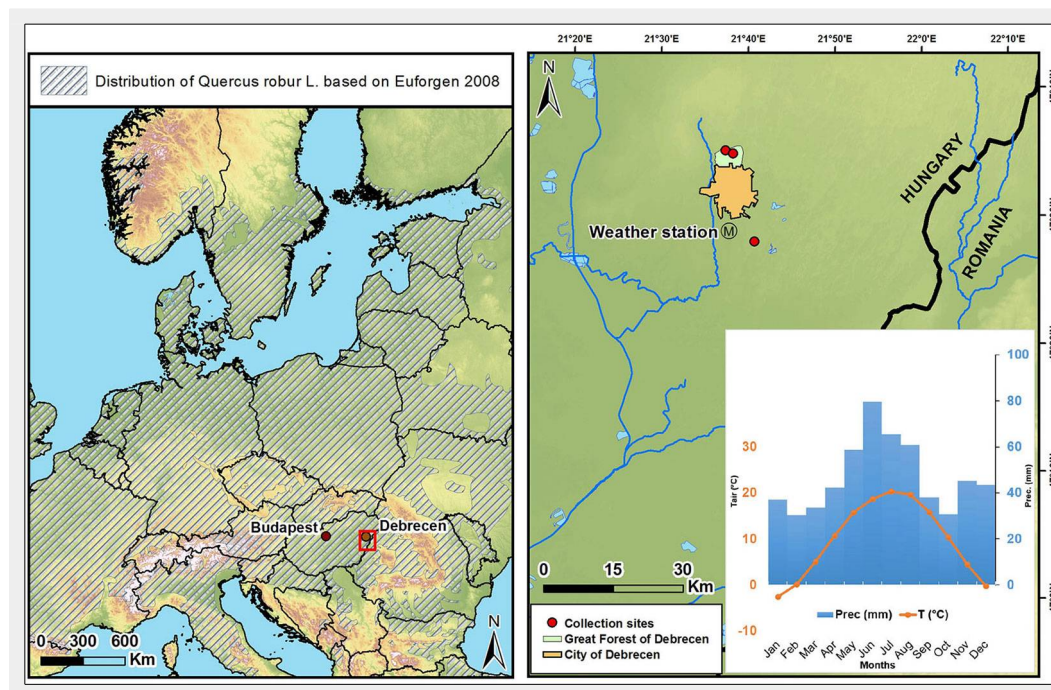 Distribution of Quercus robur L. based on Euforgen 2008
Budapest
Debrecen
0 300 600
Km
N
21°20'
21°30'
21°40'
21°50'
22°0'
22°10'
N
HUNGARY
ROMANIA
Weather station M
0 15 30
Km
Collection sites
Great Forest of Debrecen
City of Debrecen
100
80
60
40
20
0
Prec. (mm)
30
20
10
0
-10
Tair (°C)
Prec (mm)
T (°C)
Jan
Feb
Mar
Apr
May
Jun
Jul
Aug
Sep
Oct
Nov
Dec
Months